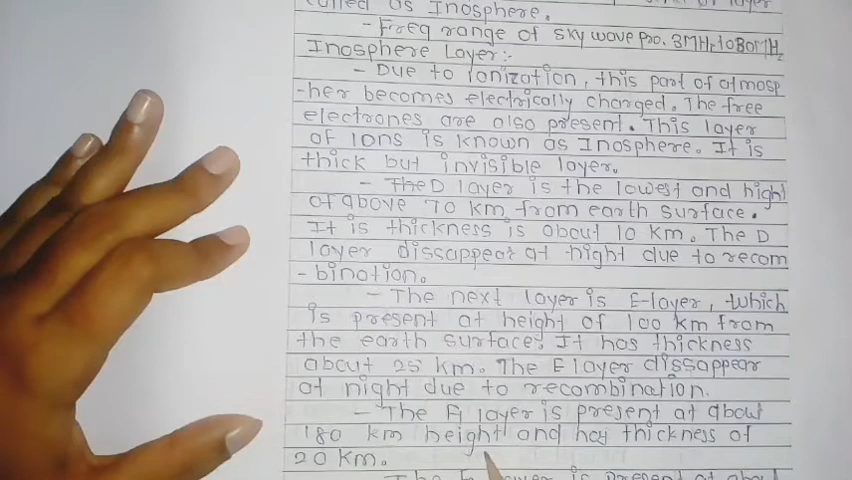 called as Inosphere.
- Freq range of sky wave pro. 3MHz to 30MHz
Inosphere Layer:-
- Due to ionization, this part of atmosp
-her becomes electrically charged. The free
electrones are also present. This layer
of Ions is known as Inosphere. It is
thick but invisible layer.
- The D layer is the lowest and hight
of above 70 km from earth surface.
It is thickness is about 10 km. The D
layer dissappear at night due to recom
-bination.
- The next layer is E-layer, which
is present at height of 100 km from
the earth surface. It has thickness
about 25 km. The E layer dissappear
at night due to recombination.
- The F1 layer is present at about
180 km height and has thickness of
20 km.
is present at about